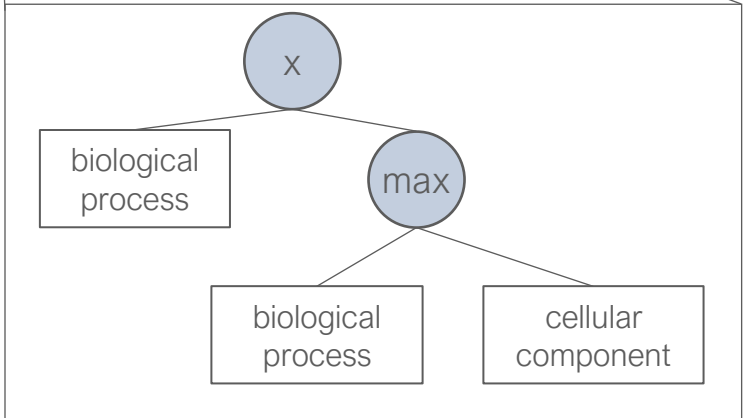 x
biological
process
max
biological
process
cellular
component